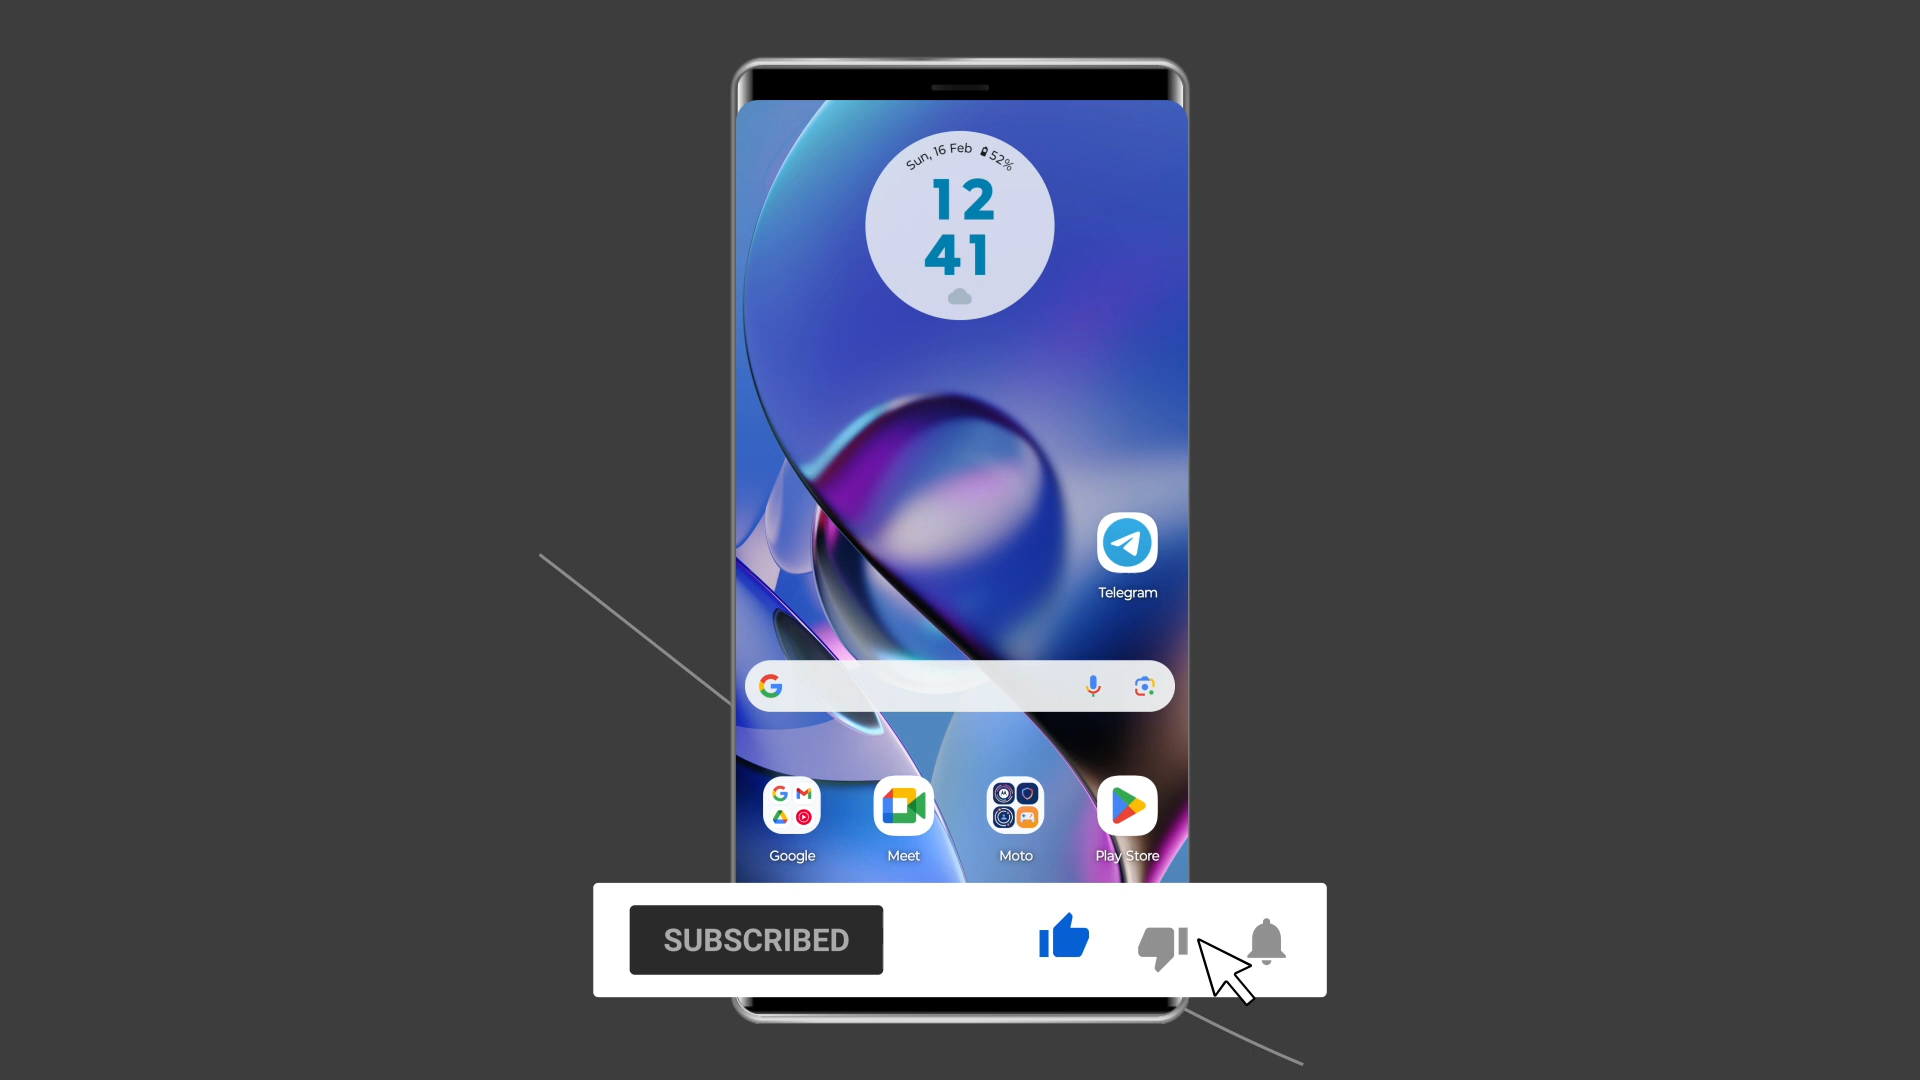 Sun, 16 Feb 52%
12
41
Telegram
Google
Meet
Moto
Play Store
SUBSCRIBED